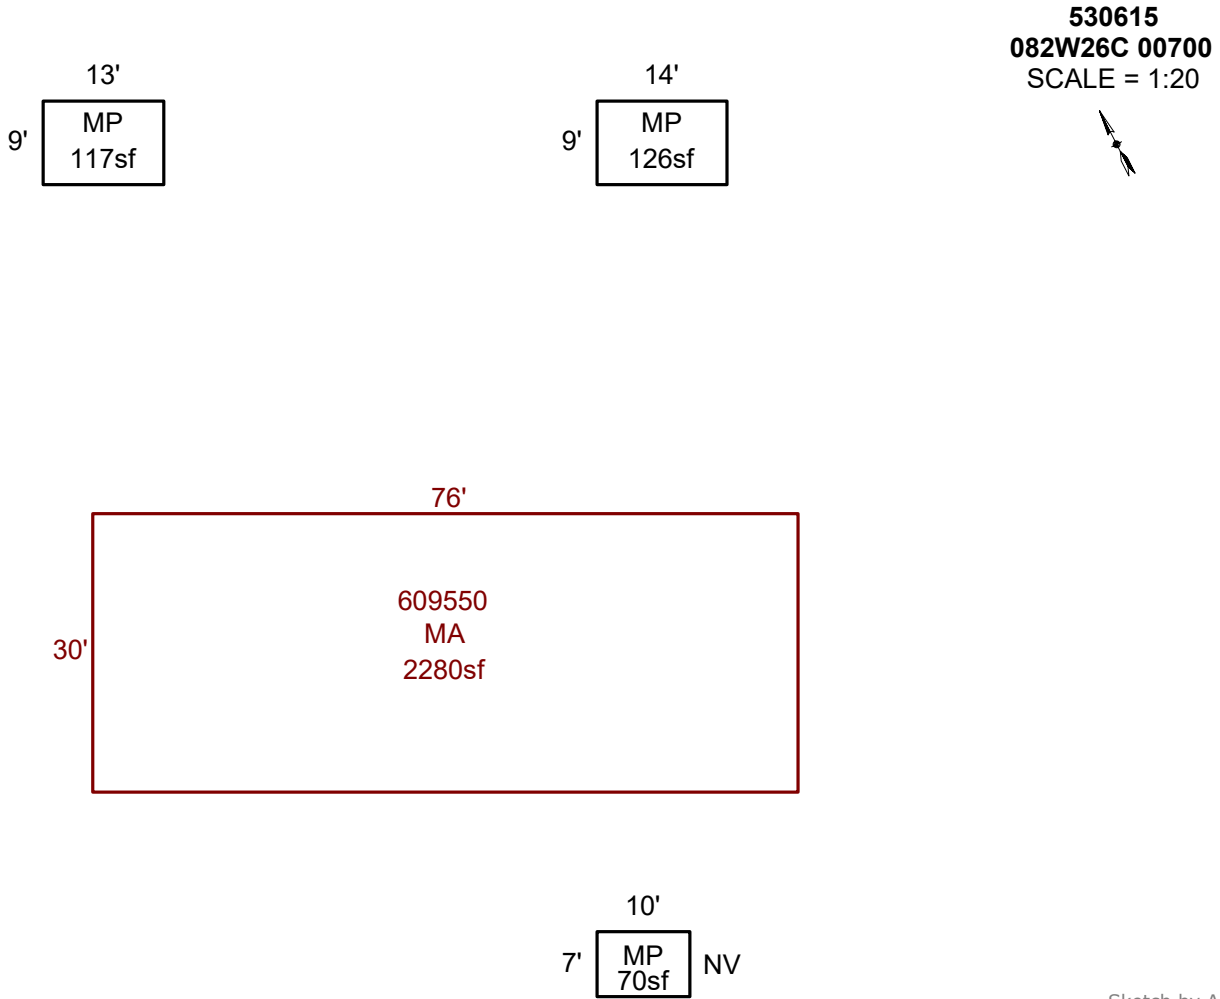 530615
082W26C 00700
SCALE = 1:20
13'
9'
MP
117sf
14'
9'
MP
126sf
76'
30'
609550
MA
2280sf
10'
7'
MP
70sf
NV